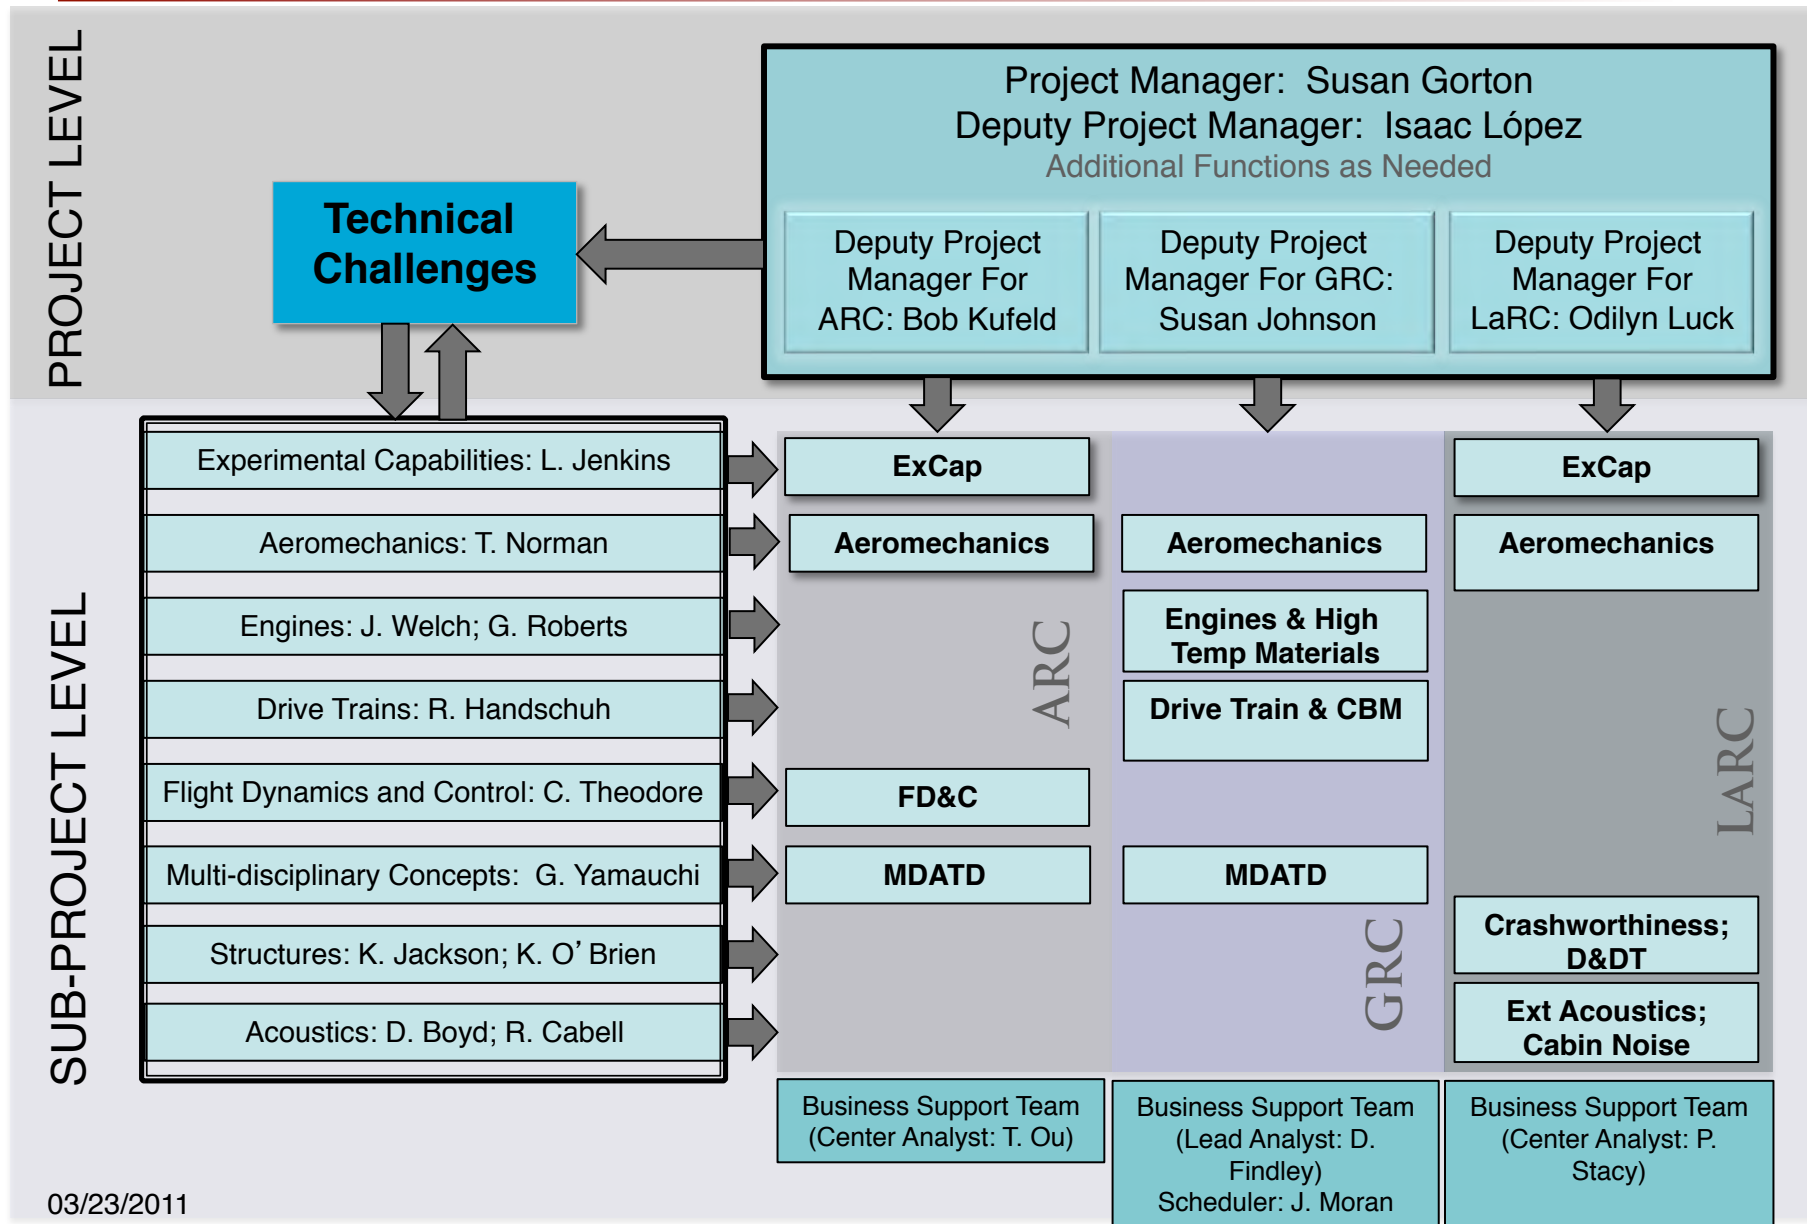 PROJECT LEVEL
Project Manager:  Susan Gorton
Deputy Project Manager:  Isaac López
Additional Functions as Needed
Technical
Challenges
Deputy Project
Manager For
ARC: Bob Kufeld
Deputy Project
Manager For GRC:
Susan Johnson
Deputy Project
Manager For
LaRC: Odilyn Luck
SUB-PROJECT LEVEL
Experimental Capabilities: L. Jenkins
Aeromechanics: T. Norman
Engines: J. Welch; G. Roberts
Drive Trains: R. Handschuh
Flight Dynamics and Control: C. Theodore
Multi-disciplinary Concepts:  G. Yamauchi
Structures: K. Jackson; K. O’ Brien
Acoustics: D. Boyd; R. Cabell
ExCap
Aeromechanics
ARC
FD&C
MDATD
Aeromechanics
Engines & High
Temp Materials
Drive Train & CBM
MDATD
GRC
ExCap
Aeromechanics
LARC
Crashworthiness;
D&DT
Ext Acoustics;
Cabin Noise
Business Support Team
(Center Analyst: T. Ou)
Business Support Team
(Lead Analyst: D.
Findley)
Scheduler: J. Moran
Business Support Team
(Center Analyst: P.
Stacy)
03/23/2011